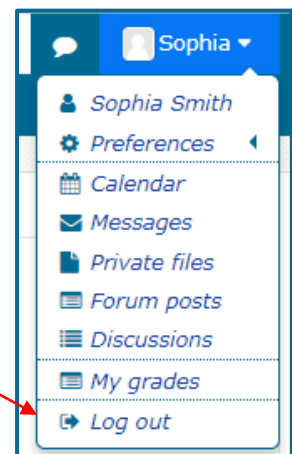 Sophia
Sophia Smith
Preferences
Calendar
Messages
Private files
Forum posts
Discussions
My grades
Log out